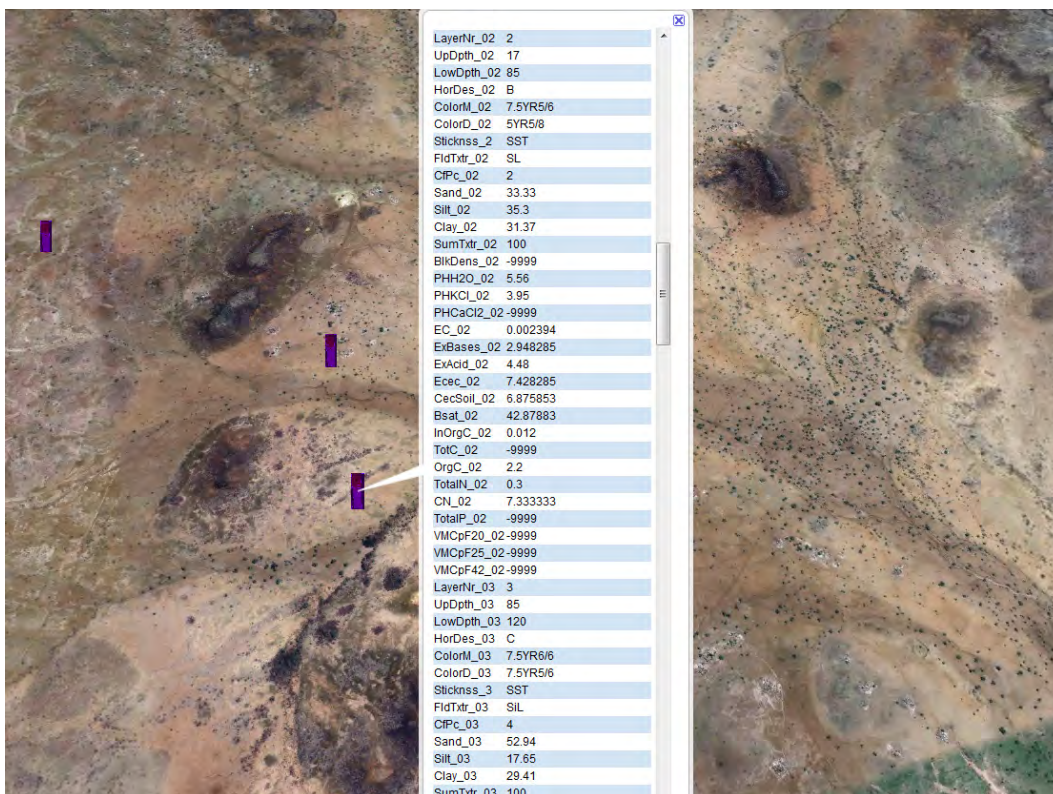 LayerNr_02 2
UpDpth_02 17
LowDpth_02 85
HorDes_02 B
ColorM_02 7.5YR5/6
ColorD_02 5YR5/8
Sticknss_2 SST
FldTxtr_02 SL
CfPc_02 2
Sand_02 33.33
Silt_02 35.3
Clay_02 31.37
SumTxtr_02 100
BlkDens_02 -9999
PHH2O_02 5.56
PHKCl_02 3.95
PHCaCl2_02 -9999
EC_02 0.002394
ExBases_02 2.948285
ExAcid_02 4.48
Ecec_02 7.428285
CecSoil_02 6.875853
Bsat_02 42.87883
InOrgC_02 0.012
TotC_02 -9999
OrgC_02 2.2
TotalN_02 0.3
CN_02 7.333333
TotalP_02 -9999
VMCpF20_02 -9999
VMCpF25_02 -9999
VMCpF42_02 -9999
LayerNr_03 3
UpDpth_03 85
LowDpth_03 120
HorDes_03 C
ColorM_03 7.5YR6/6
ColorD_03 7.5YR6/6
Sticknss_3 SST
FldTxtr_03 SiL
CfPc_03 4
Sand_03 52.94
Silt_03 17.65
Clay_03 29.41
SumTxtr_03 100